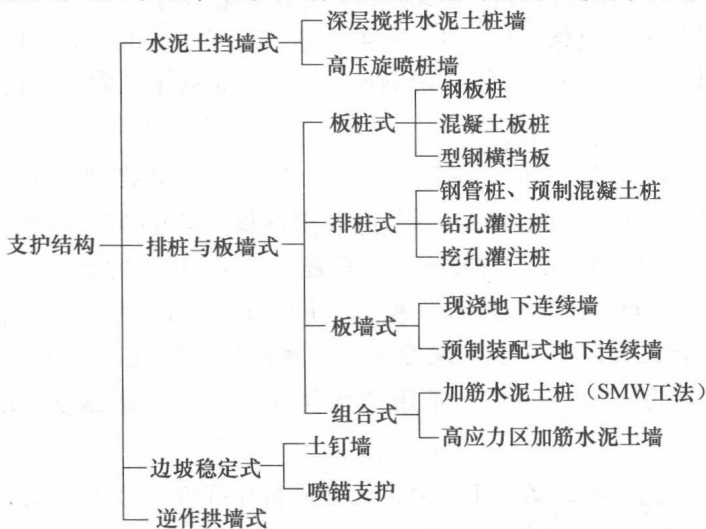 深层搅拌水泥土桩墙
水泥土挡墙式
高压旋喷桩墙
钢板桩
板桩式
混凝土板桩
型钢横挡板
钢管桩、预制混凝土桩
排桩式
钻孔灌注桩
挖孔灌注桩
支护结构
排桩与板墙式
现浇地下连续墙
板墙式
预制装配式地下连续墙
加筋水泥土桩（SMW工法）
组合式
高应力区加筋水泥土墙
土钉墙
边坡稳定式
喷锚支护
逆作拱墙式